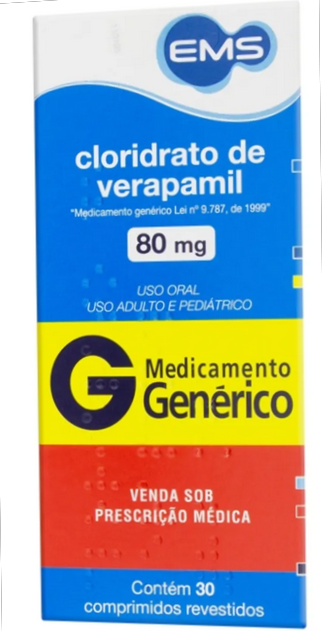 EMS
cloridrato de
verapamil
"Medicamento genérico Lei nº 9.787, de 1999"
80 mg
USO ORAL
USO ADULTO E PEDIÁTRICO
G Medicamento
Genérico
VENDA SOB
PRESCRIÇÃO MÉDICA
Contém 30
comprimidos revestidos